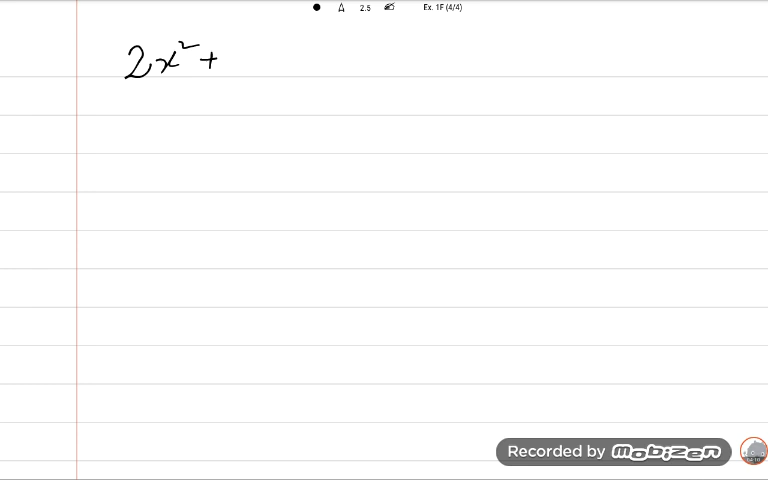 2.5 Ex. 1F (4/4)
2x² +
Recorded by mobizen